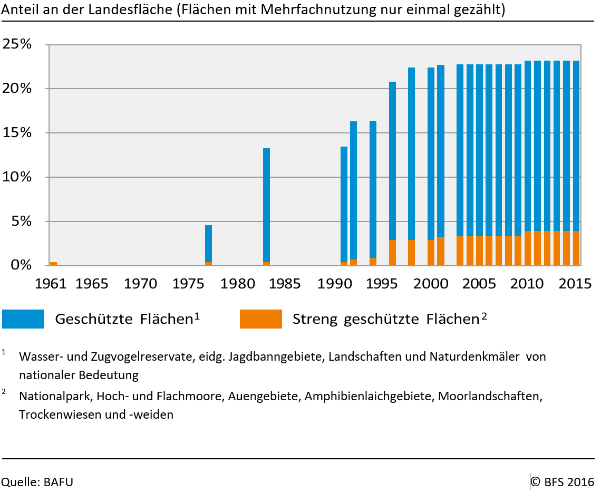 Anteil an der Landesfläche (Flächen mit Mehrfachnutzung nur einmal gezählt)
25%
20%
15%
10%
5%
0%
1961 1965 1970 1975 1980 1985 1990 1995 2000 2005 2010 2015
Geschützte Flächen1 Streng geschützte Flächen2
1 Wasser- und Zugvogelreservate, eidg. Jagdbanngebiete, Landschaften und Naturdenkmäler von
nationaler Bedeutung
2 Nationalpark, Hoch- und Flachmoore, Auengebiete, Amphibienlaichgebiete, Moorlandschaften,
Trockenwiesen und -weiden
Quelle: BAFU © BFS 2016